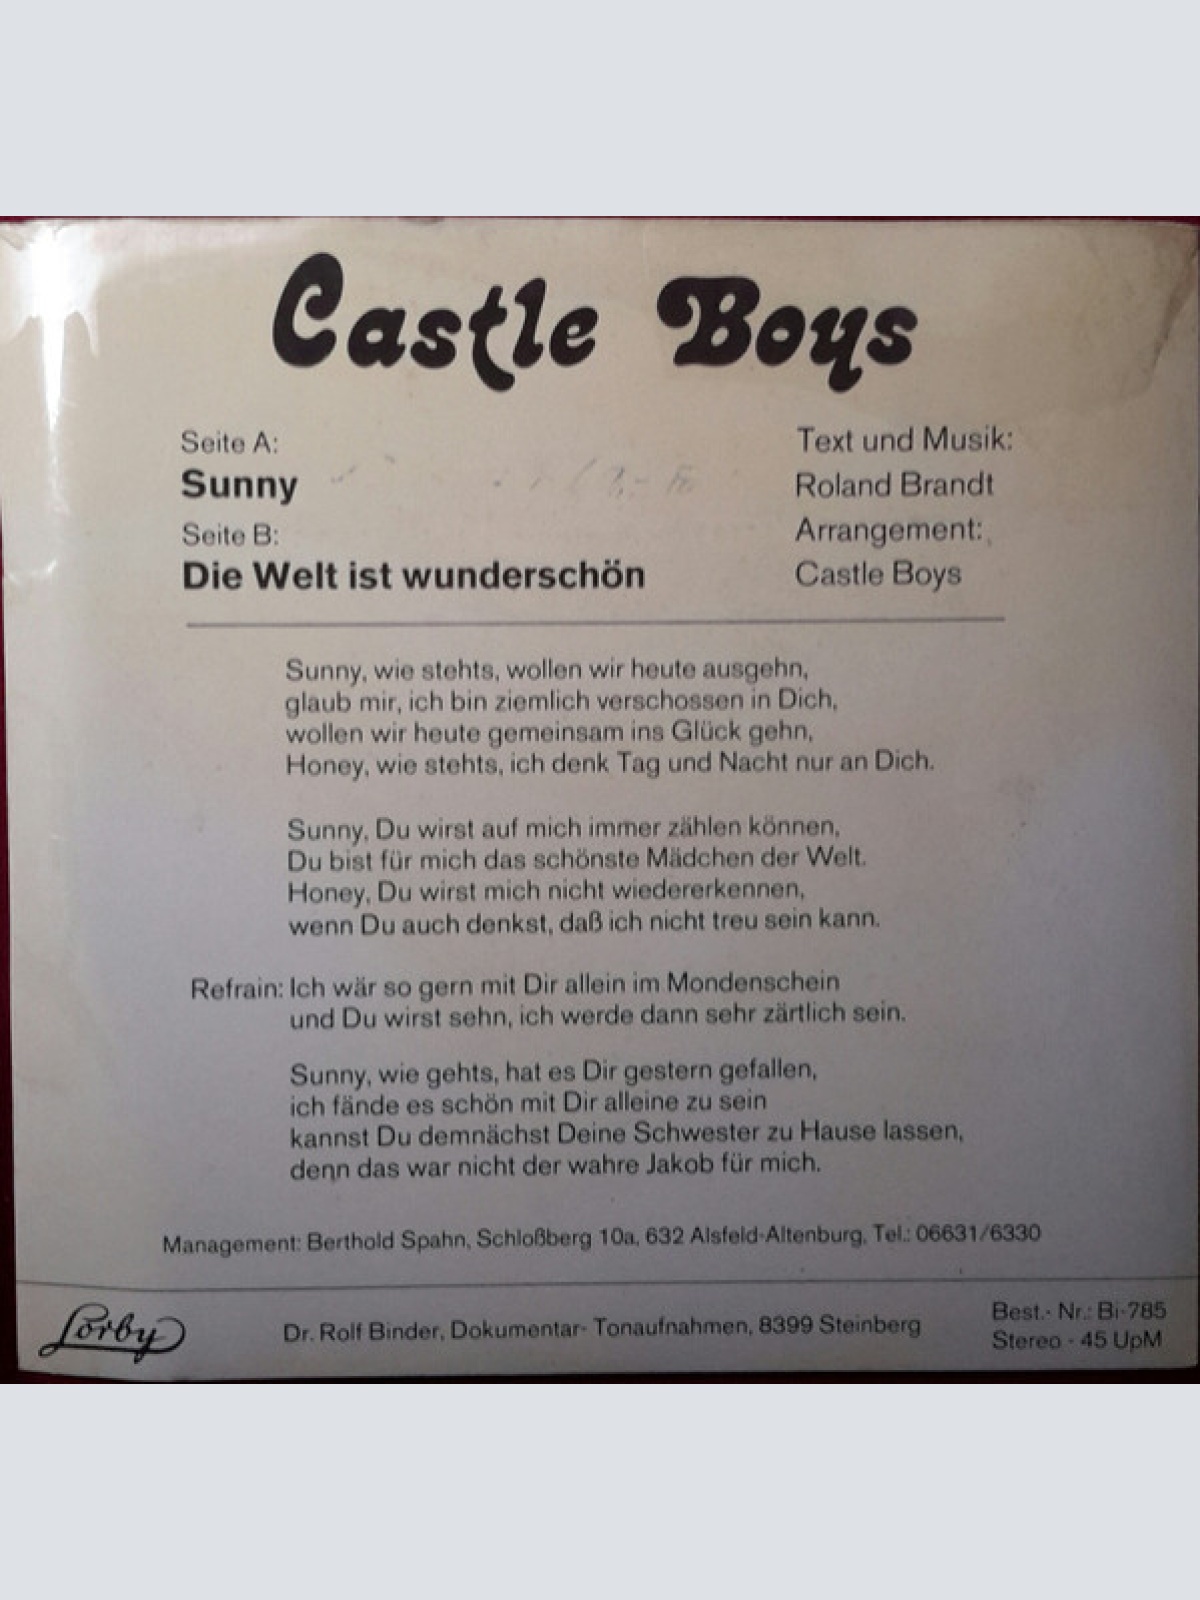 Castle Boys
Seite A:
Sunny
Seite B:
Die Welt ist wunderschön
Text und Musik:
Roland Brandt
Arrangement:
Castle Boys
Sunny, wie stehts, wollen wir heute ausgehn,
glaub mir, ich bin ziemlich verschossen in Dich,
wollen wir heute gemeinsam ins Glück gehn,
Honey, wie stehts, ich denk Tag und Nacht nur an Dich.
Sunny, Du wirst auf mich immer zählen können,
Du bist für mich das schönste Mädchen der Welt.
Honey, Du wirst mich nicht wiedererkennen,
wenn Du auch denkst, daß ich nicht treu sein kann.
Refrain: Ich wär so gern mit Dir allein im Mondenschein
und Du wirst sehn, ich werde dann sehr zärtlich sein.
Sunny, wie gehts, hat es Dir gestern gefallen,
ich fände es schön mit Dir alleine zu sein
kannst Du demnächst Deine Schwester zu Hause lassen,
denn das war nicht der wahre Jakob für mich.
Management: Berthold Spahn, Schloßberg 10a, 632 Alsfeld-Altenburg, Tel.: 06631/6330
Lorby
Dr. Rolf Binder, Dokumentar- Tonaufnahmen, 8399 Steinberg
Best.- Nr.: Bi-785
Stereo - 45 UpM